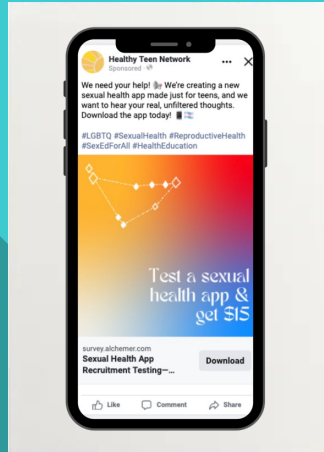 Healthy Teen Network
Sponsored ·
We need your help! We're creating a new
sexual health app made just for teens, and we
want to hear your real, unfiltered thoughts.
Download the app today!
#LGBTQ #SexualHealth #ReproductiveHealth
#SexEdForAll #HealthEducation
Test a sexual
health app &
get $15
survey.alchemer.com
Sexual Health App
Recruitment Testing—...
Download
Like
Comment
Share